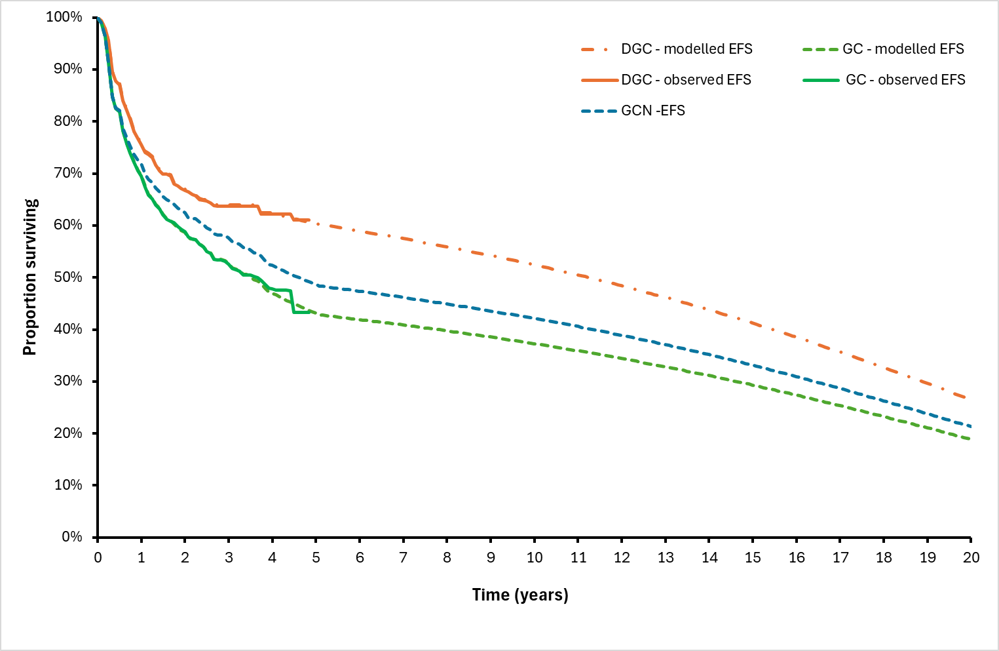 100%
90%
80%
70%
60%
50%
40%
30%
20%
10%
0%
Proportion surviving
DGC - modelled EFS
GC - modelled EFS
DGC - observed EFS
GC - observed EFS
GCN -EFS
0 1 2 3 4 5 6 7 8 9 10 11 12 13 14 15 16 17 18 19 20
Time (years)